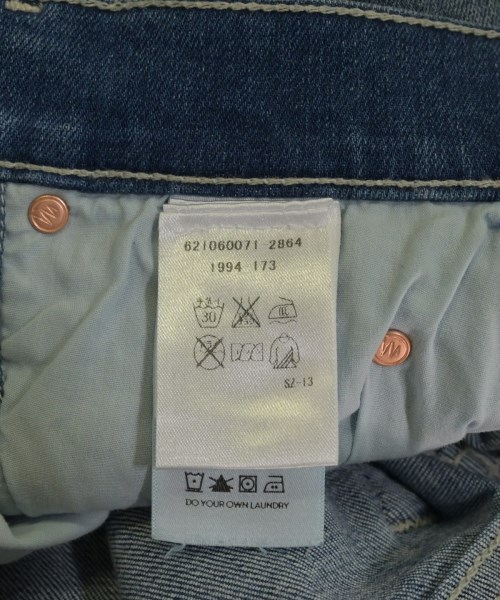 621060071-2864
1994 173
30
SZ-13
DO YOUR OWN LAUNDRY